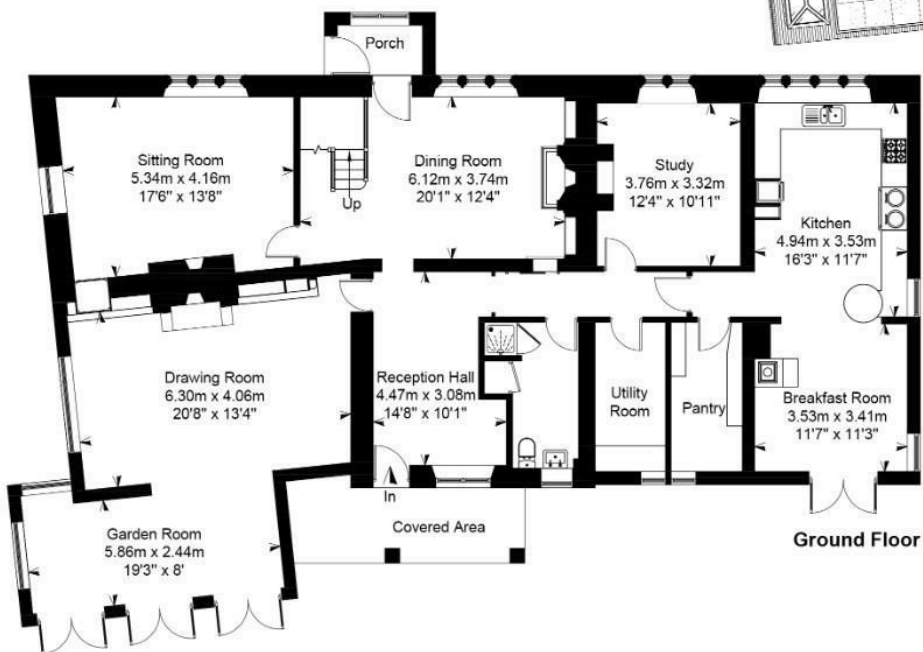 Porch
Sitting Room
5.34m x 4.16m
17'6" x 13'8"
Up
Dining Room
6.12m x 3.74m
20'1" x 12'4"
Study
3.76m x 3.32m
12'4" x 10'11"
Kitchen
4.94m x 3.53m
16'3" x 11'7"
Drawing Room
6.30m x 4.06m
20'8" x 13'4"
Reception Hall
4.47m x 3.08m
14'8" x 10'1"
Utility
Room
Pantry
Breakfast Room
3.53m x 3.41m
11'7" x 11'3"
In
Covered Area
Garden Room
5.86m x 2.44m
19'3" x 8'
Ground Floor